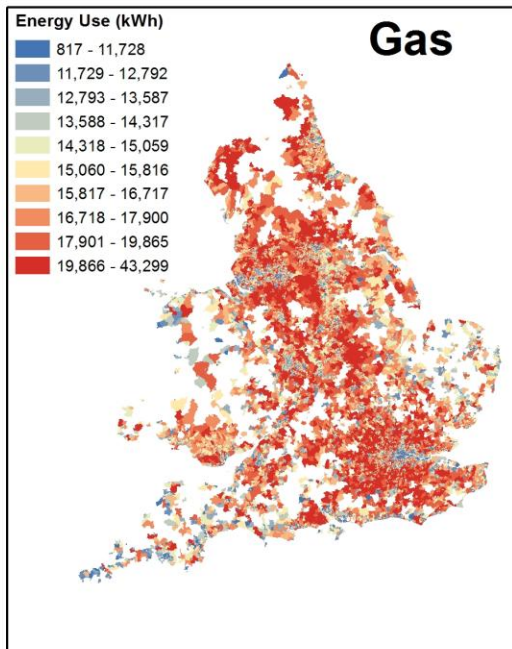 Energy Use (kWh)
Gas
817 - 11,728
11,729 - 12,792
12,793 - 13,587
13,588 - 14,317
14,318 - 15,059
15,060 - 15,816
15,817 - 16,717
16,718 - 17,900
17,901 - 19,865
19,866 - 43,299